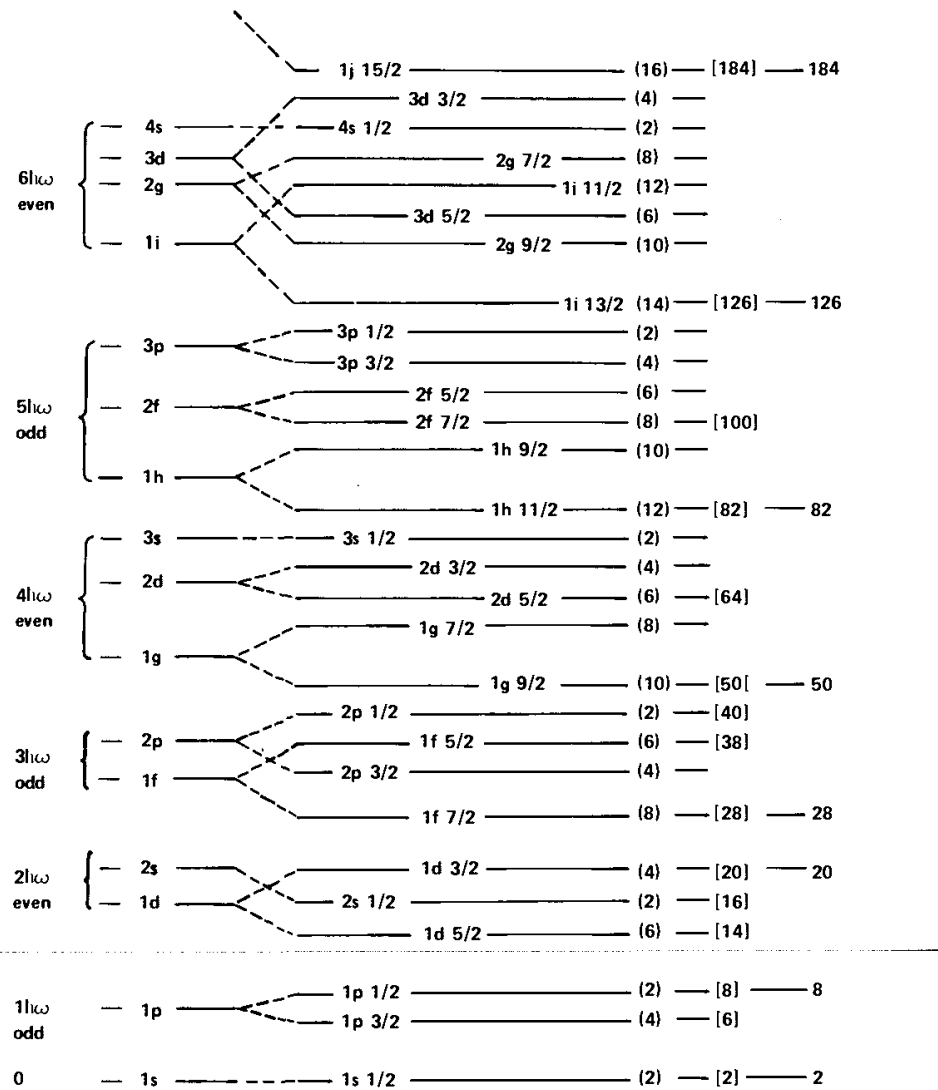 1j 15/2 (16) [184] 184
3d 3/2 (4)
4s 4s 1/2 (2)
3d 2g 7/2 (8)
6ħω 2g 1i 11/2 (12)
even 3d 5/2 (6)
1i 2g 9/2 (10)
1i 13/2 (14) [126] 126
3p 1/2 (2)
3p 3p 3/2 (4)
2f 5/2 (6)
5ħω 2f
odd 2f 7/2 (8) [100]
1h 9/2 (10)
1h
1h 11/2 (12) [82] 82
3s 3s 1/2 (2)
2d 3/2 (4)
2d
4ħω 2d 5/2 (6) [64]
even 1g 7/2 (8)
1g
1g 9/2 (10) [50[ 50
2p 1/2 (2) [40]
2p 1f 5/2 (6) [38]
3ħω 2p 3/2 (4)
odd 1f
1f 7/2 (8) [28] 28
2s 1d 3/2 (4) [20] 20
2ħω
even 1d 2s 1/2 (2) [16]
1d 5/2 (6) [14]
1p 1/2 (2) [8] 8
1ħω 1p
odd 1p 3/2 (4) [6]
0 1s 1s 1/2 (2) [2] 2